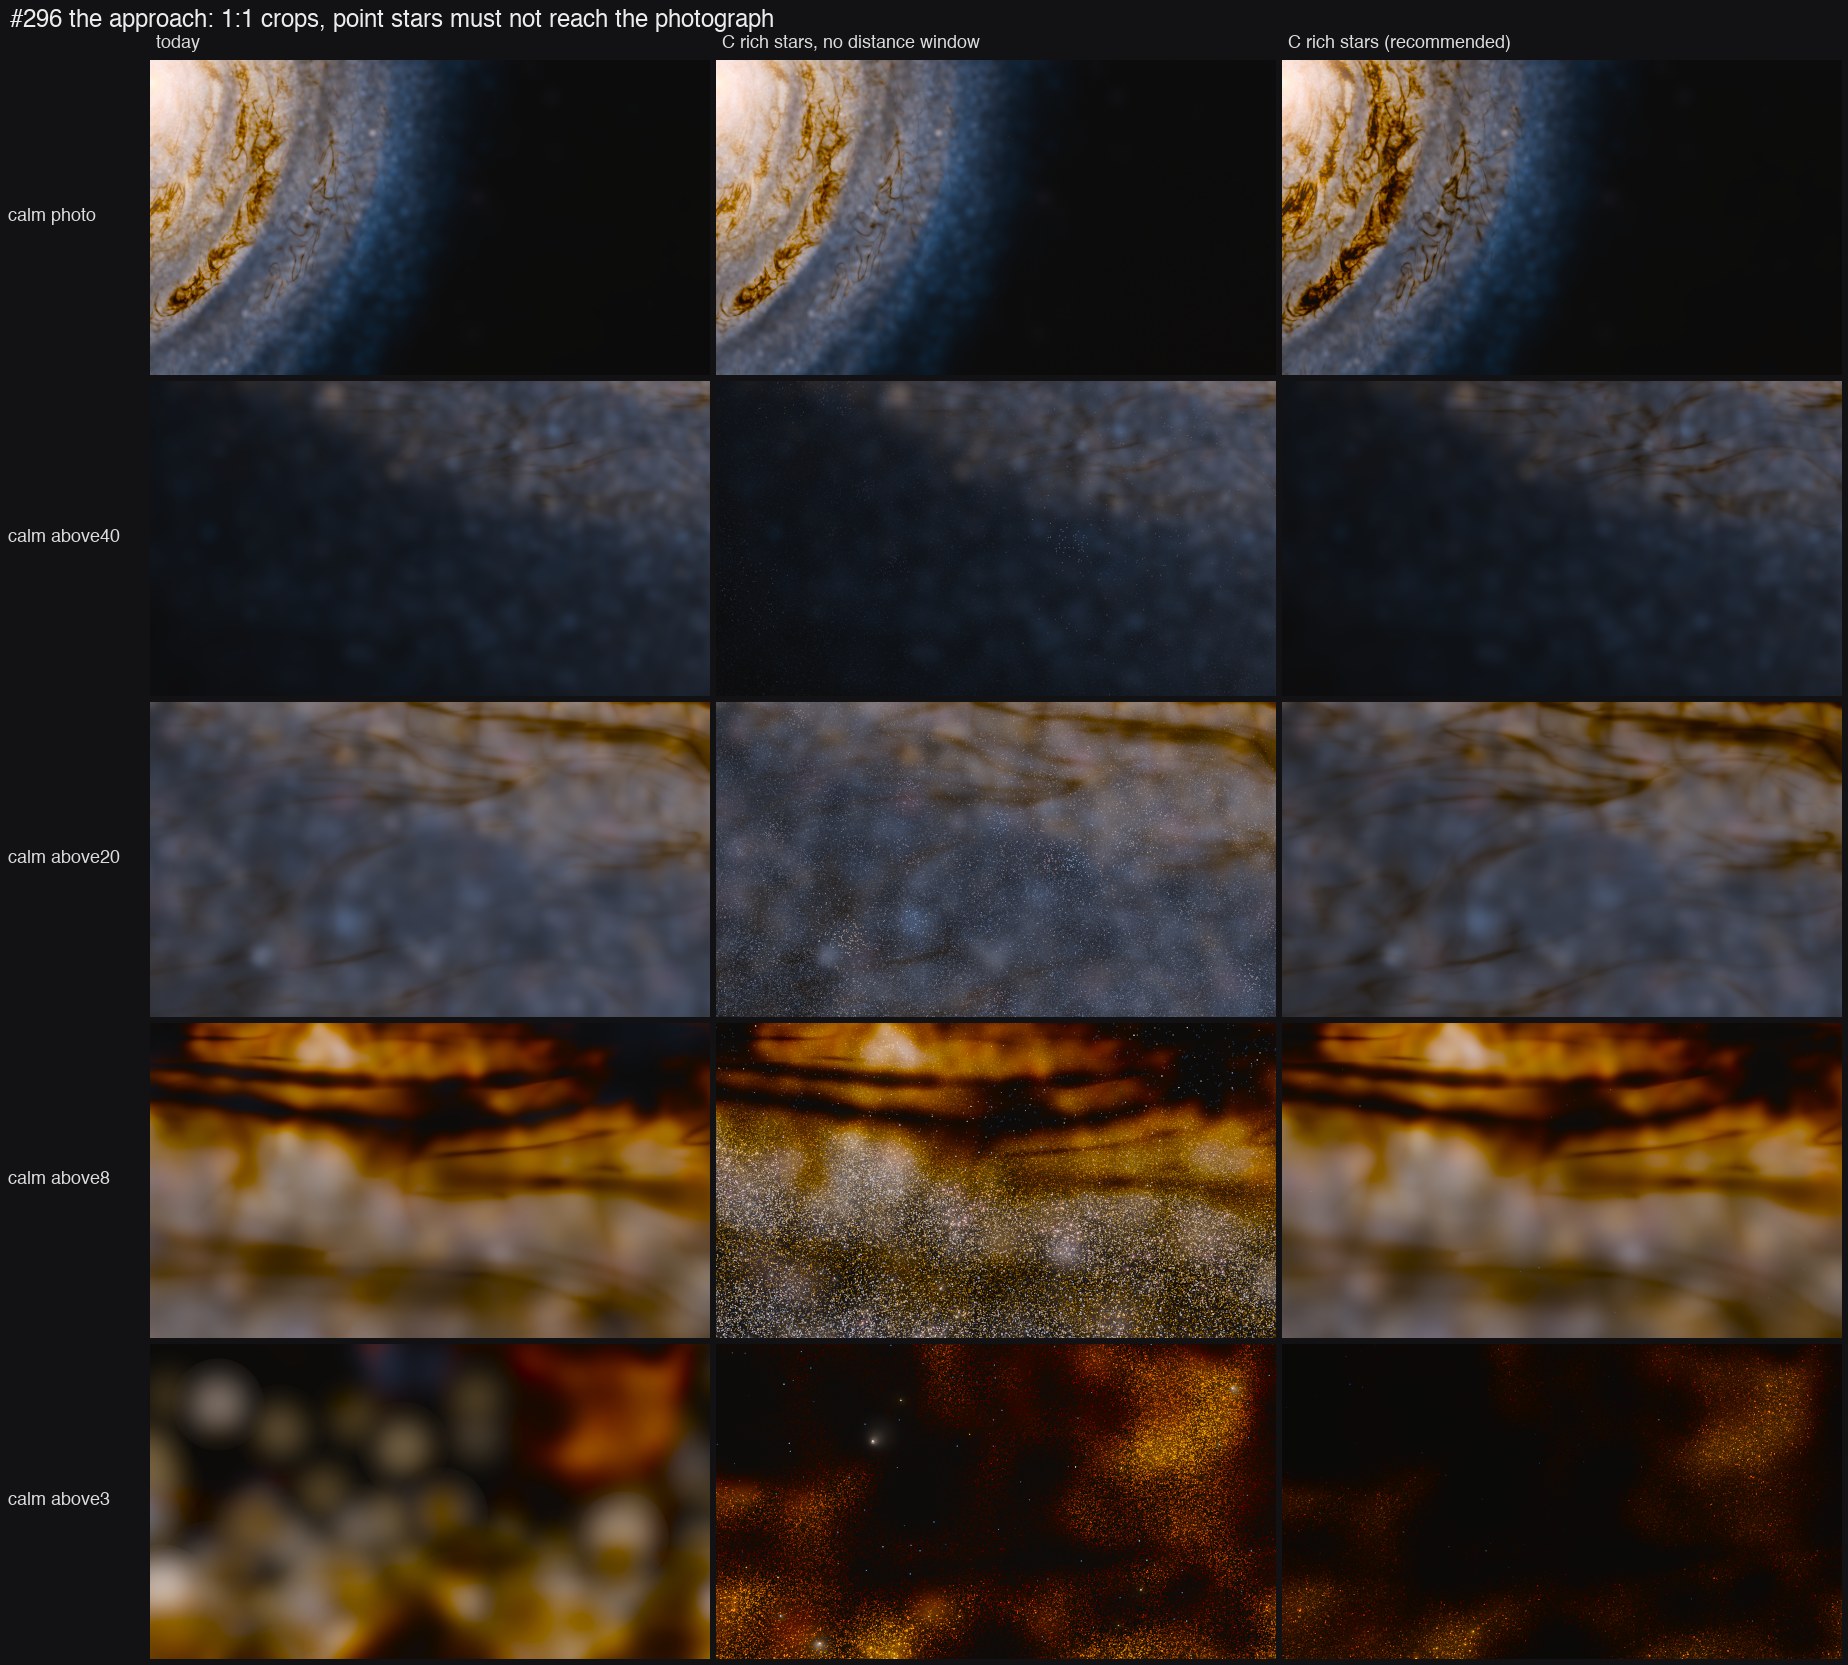 #296 the approach: 1:1 crops, point stars must not reach the photograph
today
C rich stars, no distance window
C rich stars (recommended)
calm photo
calm above40
calm above20
calm above8
calm above3